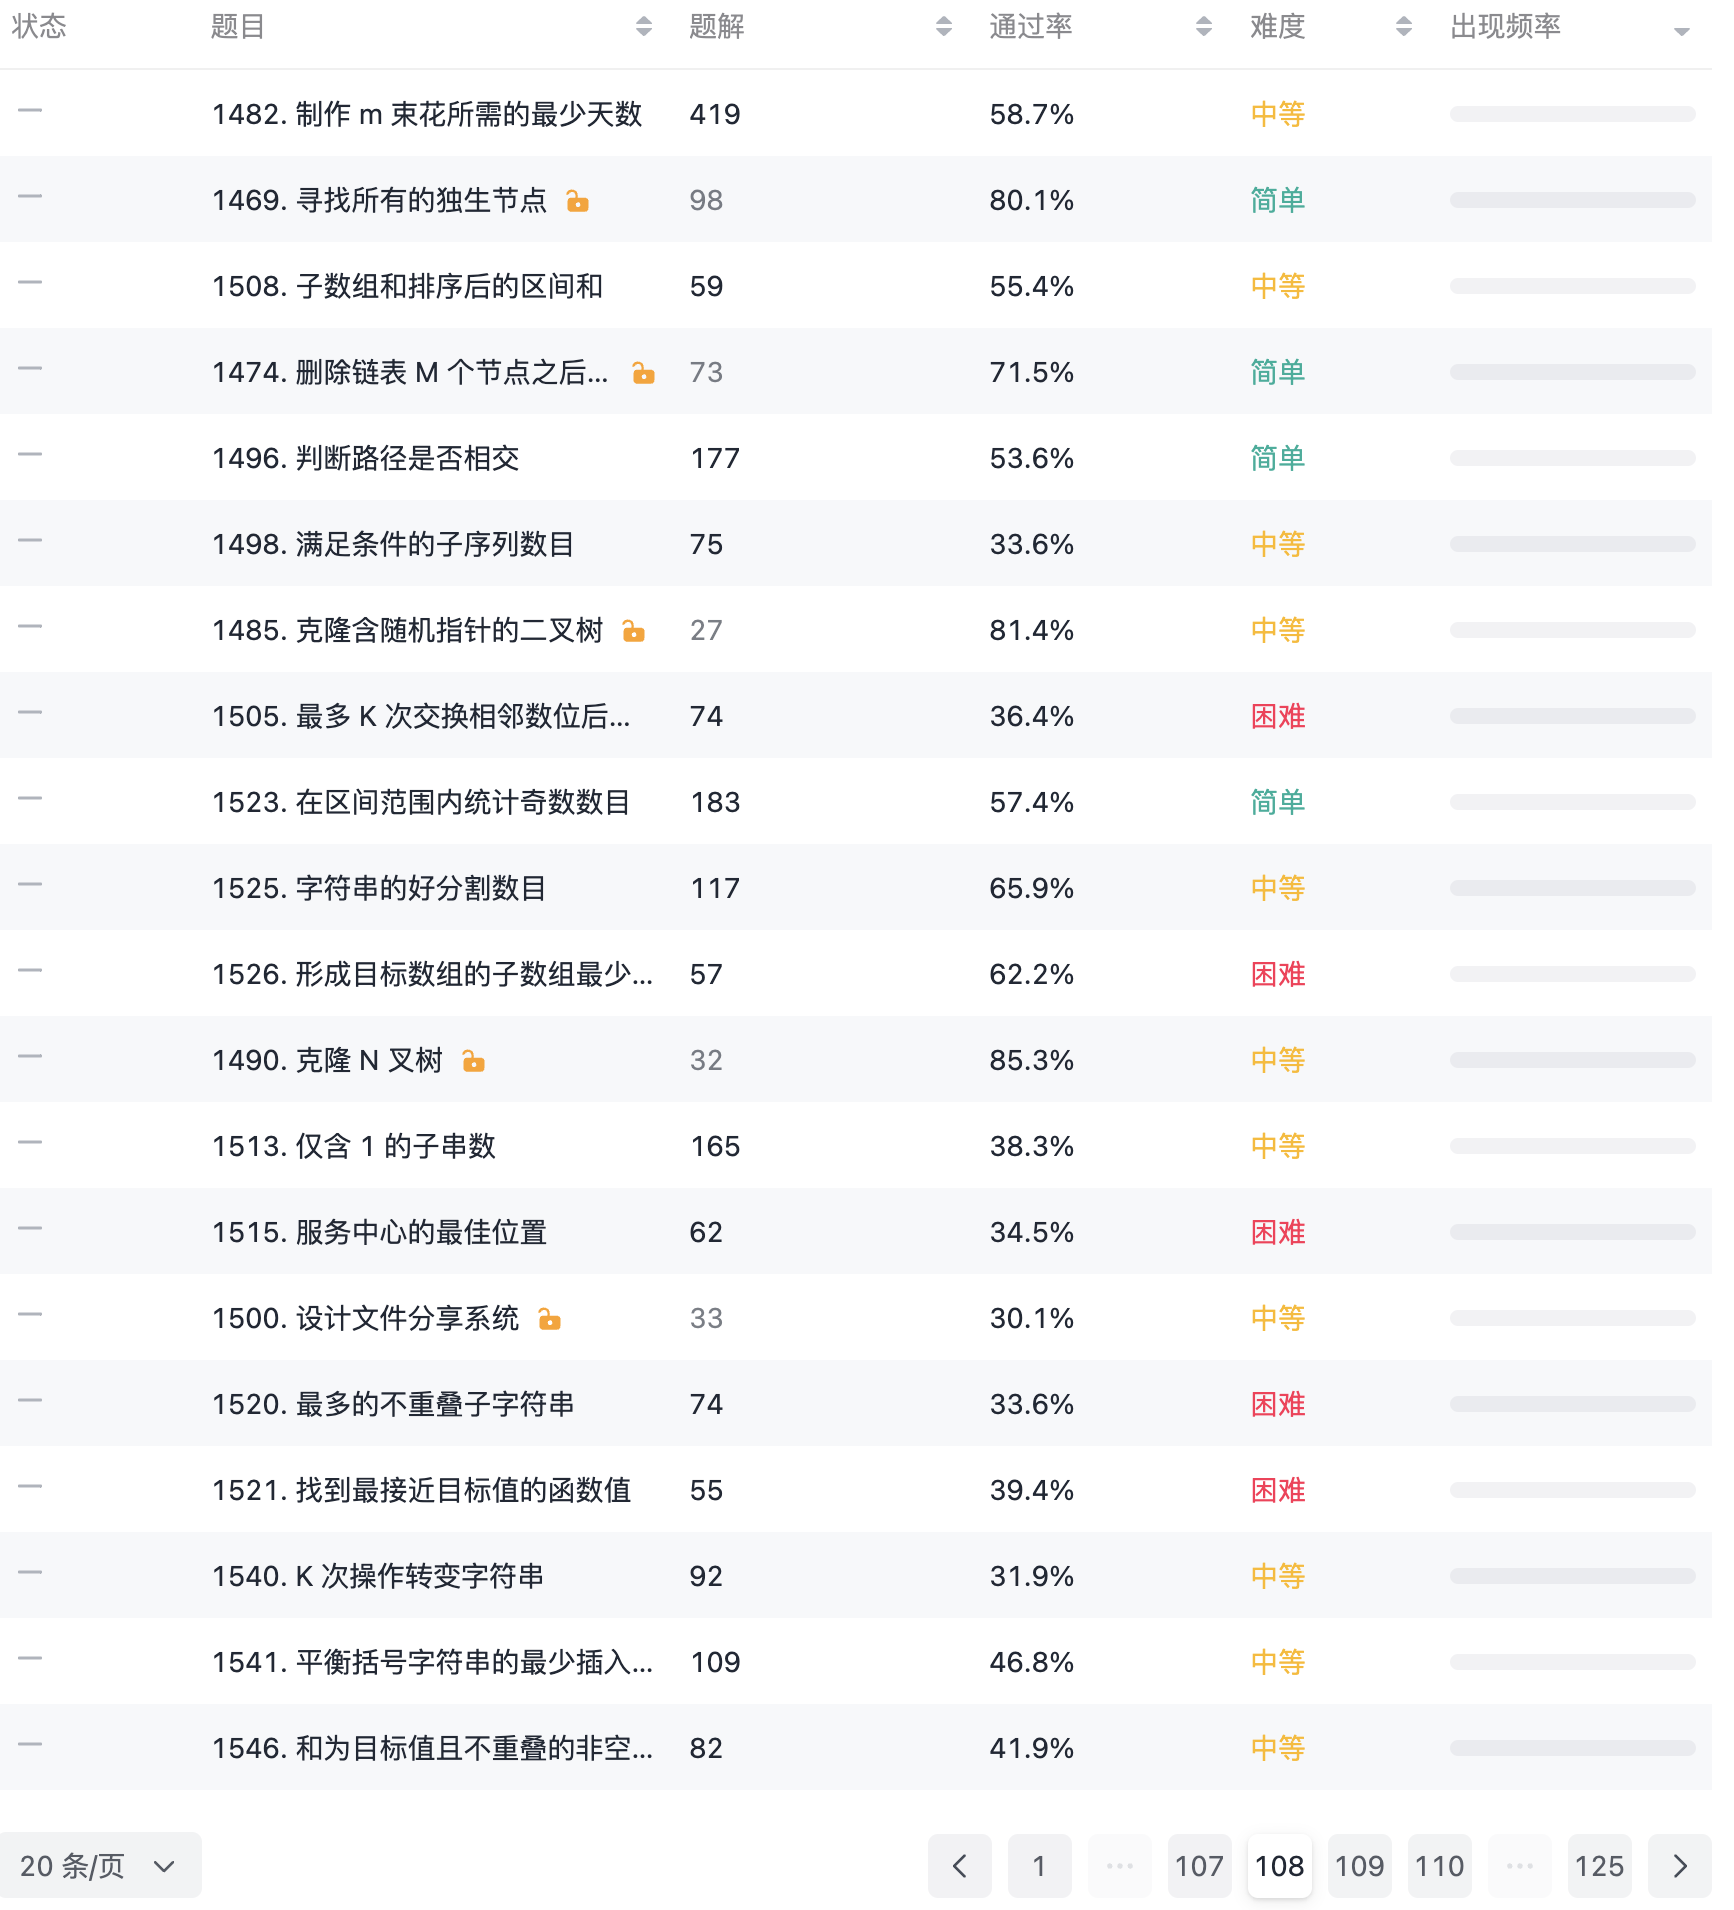 状态 题目 题解 通过率 难度 出现频率
1482. 制作 m 束花所需的最少天数 419 58.7% 中等
1469. 寻找所有的独生节点 98 80.1% 简单
1508. 子数组和排序后的区间和 59 55.4% 中等
1474. 删除链表 M 个节点之后... 73 71.5% 简单
1496. 判断路径是否相交 177 53.6% 简单
1498. 满足条件的子序列数目 75 33.6% 中等
1485. 克隆含随机指针的二叉树 27 81.4% 中等
1505. 最多 K 次交换相邻数位后... 74 36.4% 困难
1523. 在区间范围内统计奇数数目 183 57.4% 简单
1525. 字符串的好分割数目 117 65.9% 中等
1526. 形成目标数组的子数组最少... 57 62.2% 困难
1490. 克隆 N 叉树 32 85.3% 中等
1513. 仅含 1 的子串数 165 38.3% 中等
1515. 服务中心的最佳位置 62 34.5% 困难
1500. 设计文件分享系统 33 30.1% 中等
1520. 最多的不重叠子字符串 74 33.6% 困难
1521. 找到最接近目标值的函数值 55 39.4% 困难
1540. K 次操作转变字符串 92 31.9% 中等
1541. 平衡括号字符串的最少插入... 109 46.8% 中等
1546. 和为目标值且不重叠的非空... 82 41.9% 中等
20 条/页 1 ... 107 108 109 110 ... 125